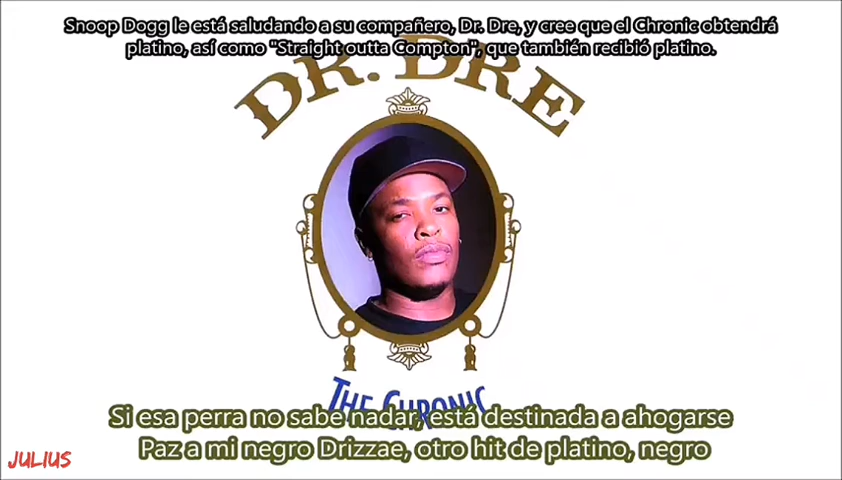 Snoop Dogg le está saludando a su compañero, Dr. Dre, y cree que el Chronic obtendrá
platino, así como "Straight outta Compton", que también recibió platino.
DR. DRE
THE CHRONIC
Si esa perra no sabe nadar, está destinada a ahogarse
Paz a mi negro Drizzae, otro hit de platino, negro
JULIUS